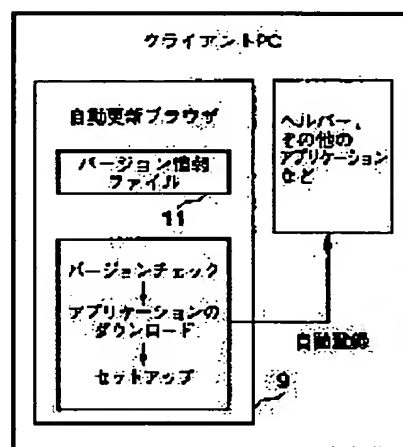 クライアントPC
自動更新ブラウザ
バージョン情報
ファイル
11
バージョンチェック
アプリケーションの
ダウンロード
セットアップ
9
ヘルパー、
その他の
アプリケーション
など
自動登録